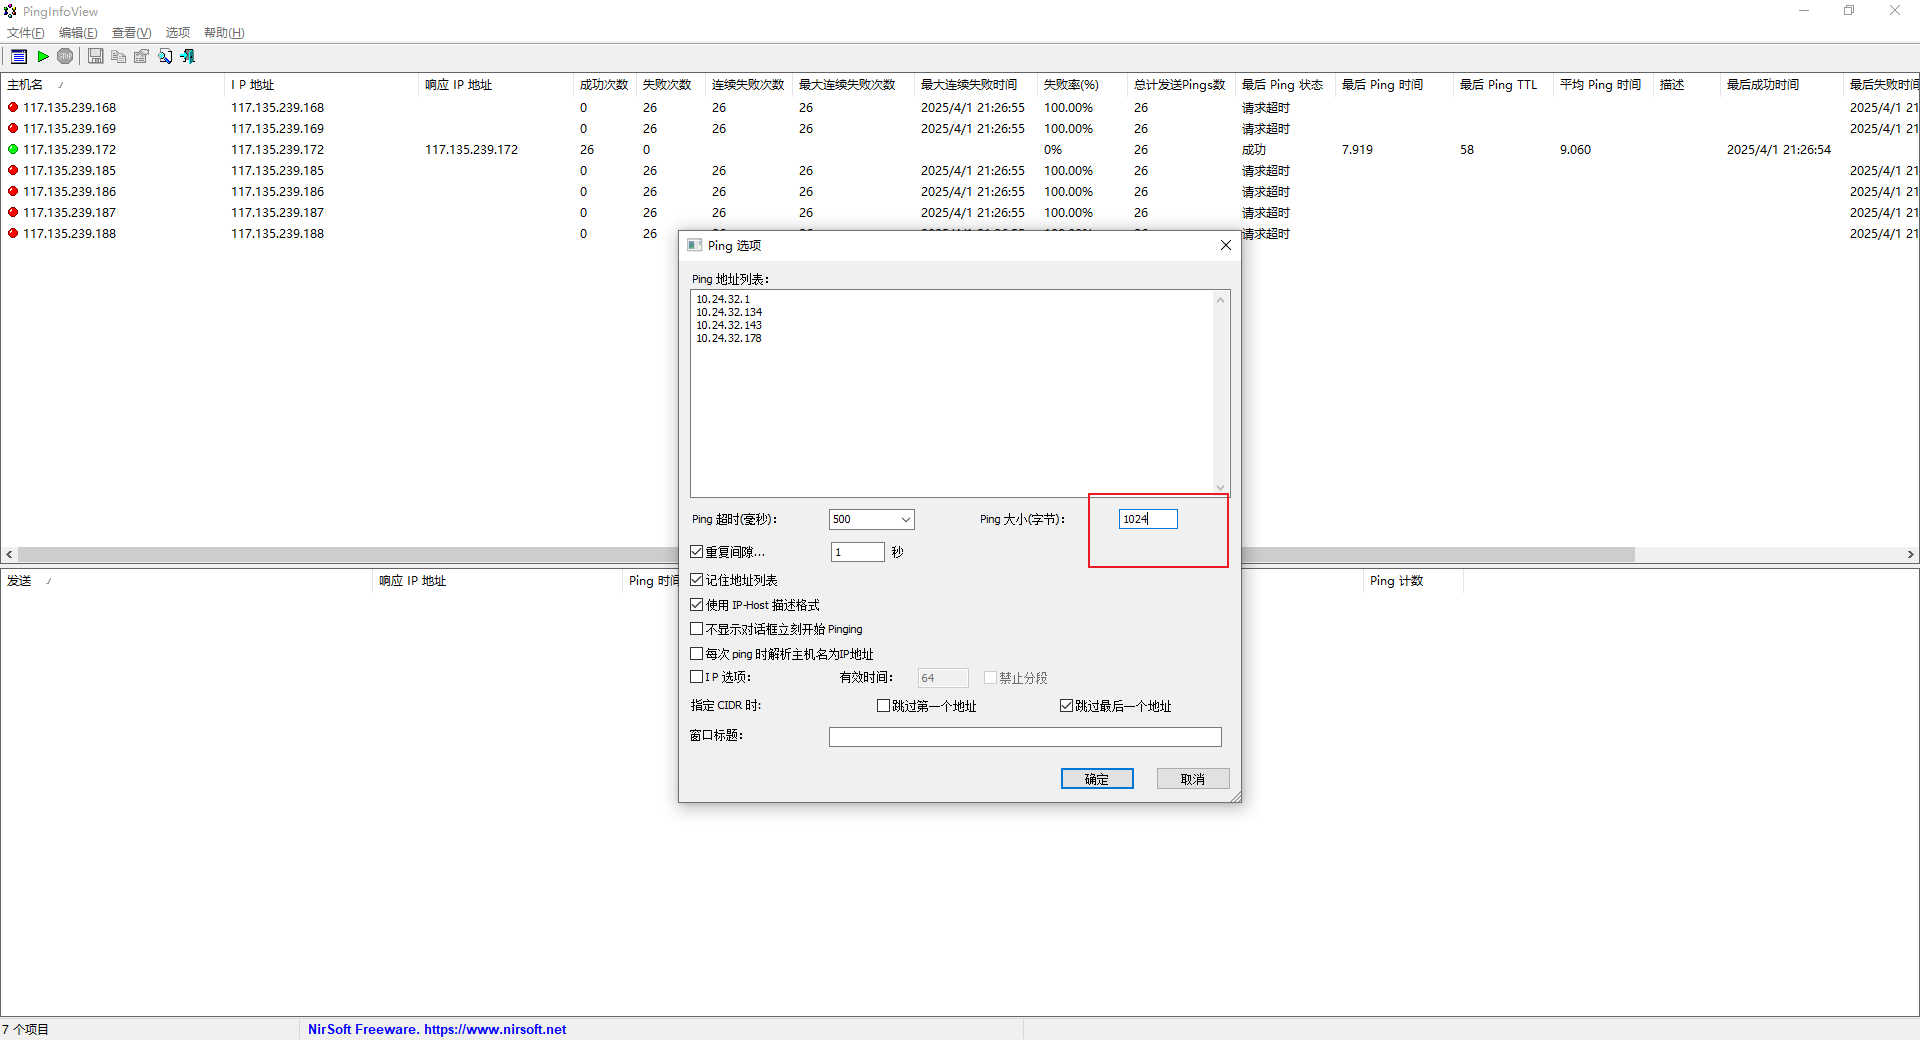 PingInfoView
文件(F) 编辑(E) 查看(V) 选项 帮助(H)
主机名 I P 地址 响应 IP 地址 成功次数 失败次数 连续失败次数 最大连续失败次数 最大连续失败时间 失败率(%) 总计发送Pings数 最后 Ping 状态 最后 Ping 时间 最后 Ping TTL 平均 Ping 时间 描述 最后成功时间 最后失败时间
117.135.239.168 117.135.239.168 0 26 26 26 2025/4/1 21:26:55 100.00% 26 请求超时 2025/4/1 21
117.135.239.169 117.135.239.169 0 26 26 26 2025/4/1 21:26:55 100.00% 26 请求超时 2025/4/1 21
117.135.239.172 117.135.239.172 117.135.239.172 26 0 0% 26 成功 7.919 58 9.060 2025/4/1 21:26:54
117.135.239.185 117.135.239.185 0 26 26 26 2025/4/1 21:26:55 100.00% 26 请求超时 2025/4/1 21
117.135.239.186 117.135.239.186 0 26 26 26 2025/4/1 21:26:55 100.00% 26 请求超时 2025/4/1 21
117.135.239.187 117.135.239.187 0 26 26 26 2025/4/1 21:26:55 100.00% 26 请求超时 2025/4/1 21
117.135.239.188 117.135.239.188 0 26 请求超时 2025/4/1 21
Ping 选项
Ping 地址列表：
10.24.32.1
10.24.32.134
10.24.32.143
10.24.32.178
Ping 超时(毫秒)： 500 Ping 大小(字节)： 1024
重复间隙... 1 秒
记住地址列表
使用 IP-Host 描述格式
不显示对话框立刻开始 Pinging
每次 ping 时解析主机名为IP地址
I P 选项： 有效时间： 64 禁止分段
指定 CIDR 时： 跳过第一个地址 跳过最后一个地址
窗口标题：
确定 取消
发送 响应 IP 地址 Ping 时间 Ping 计数
7 个项目 NirSoft Freeware. https://www.nirsoft.net